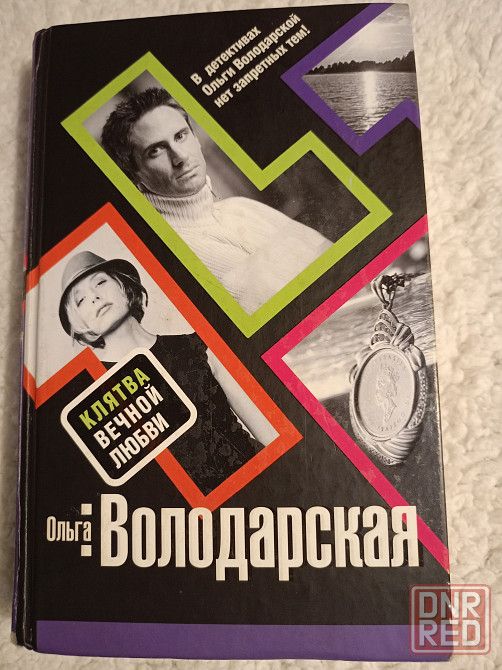 В детективах
Ольги Володарской
нет запретных тем!
КЛЯТВА
ВЕЧНОЙ
ЛЮБВИ
Ольга
Володарская
DNR
RED